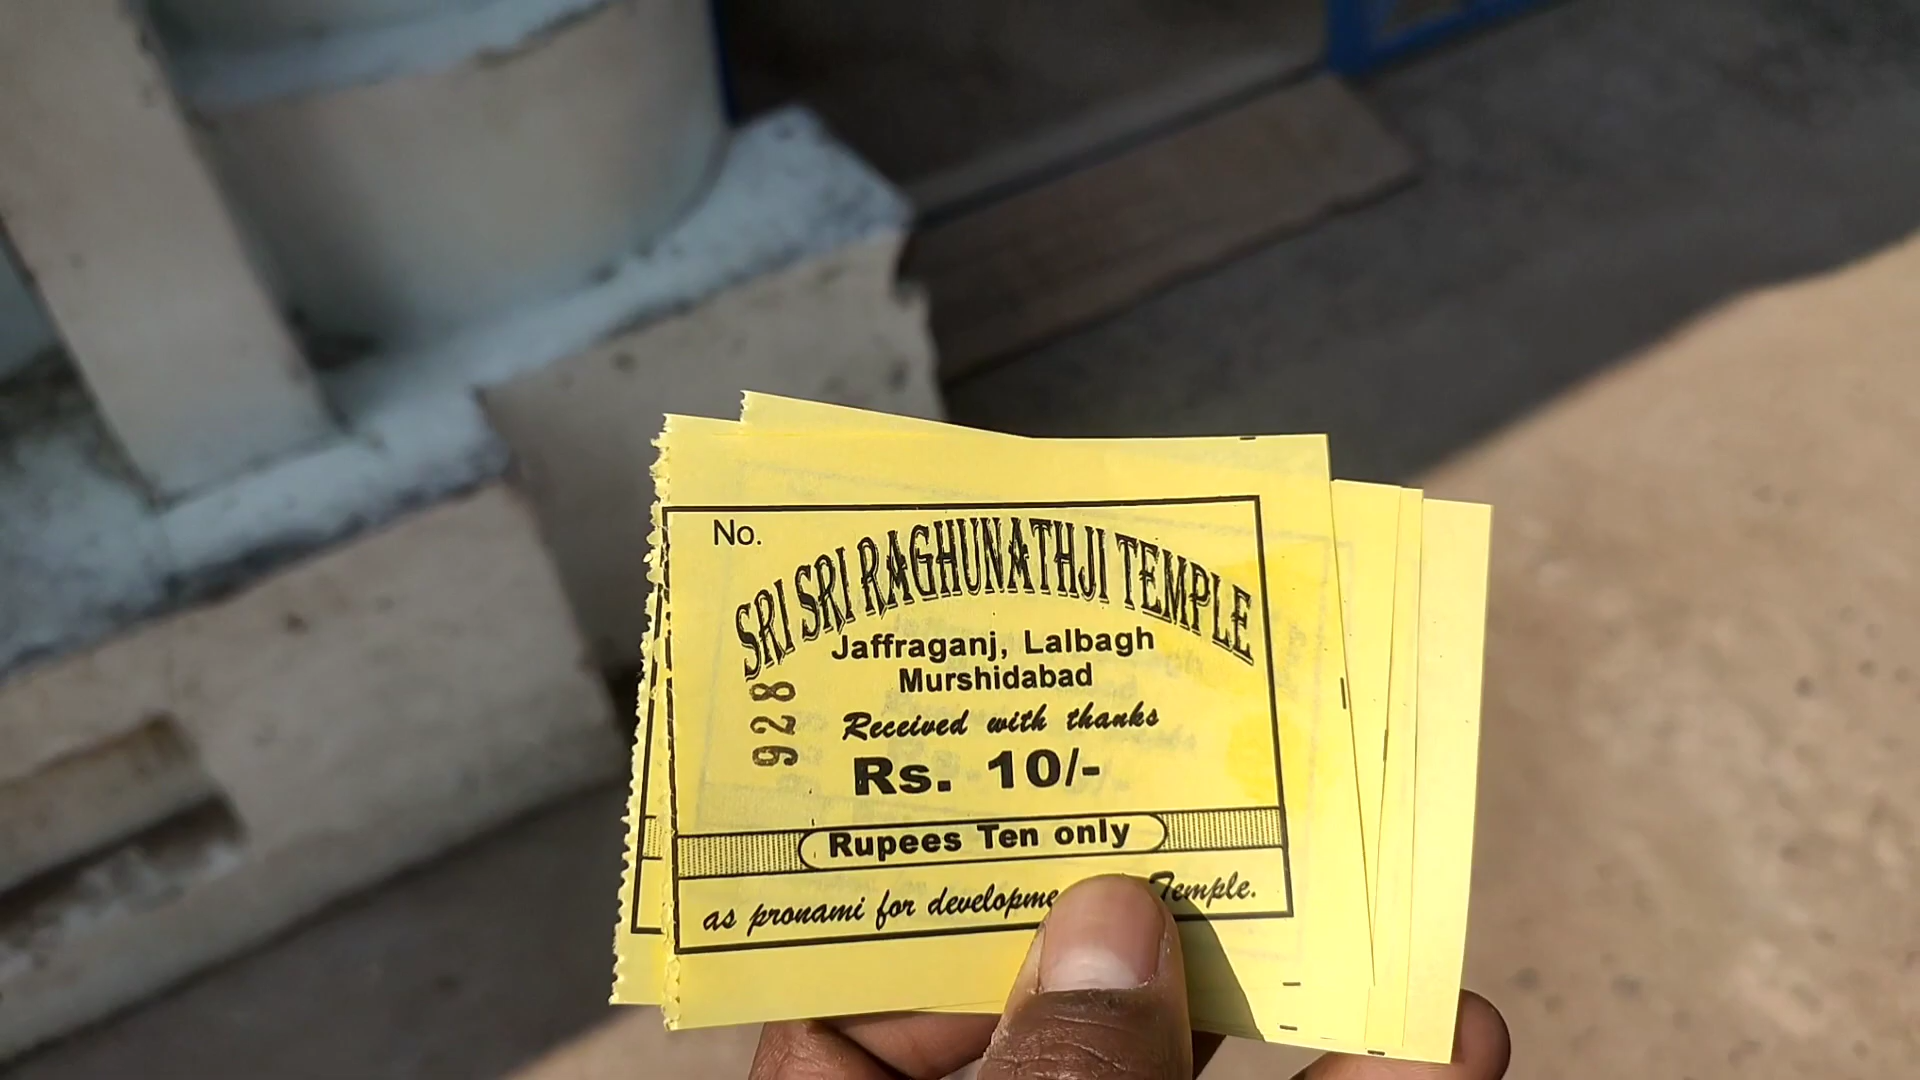 No.
SRI SRI RAGHUNATHJI TEMPLE
Jaffraganj, Lalbagh
Murshidabad
928
Received with thanks
Rs. 10/-
Rupees Ten only
as pronami for Temple.